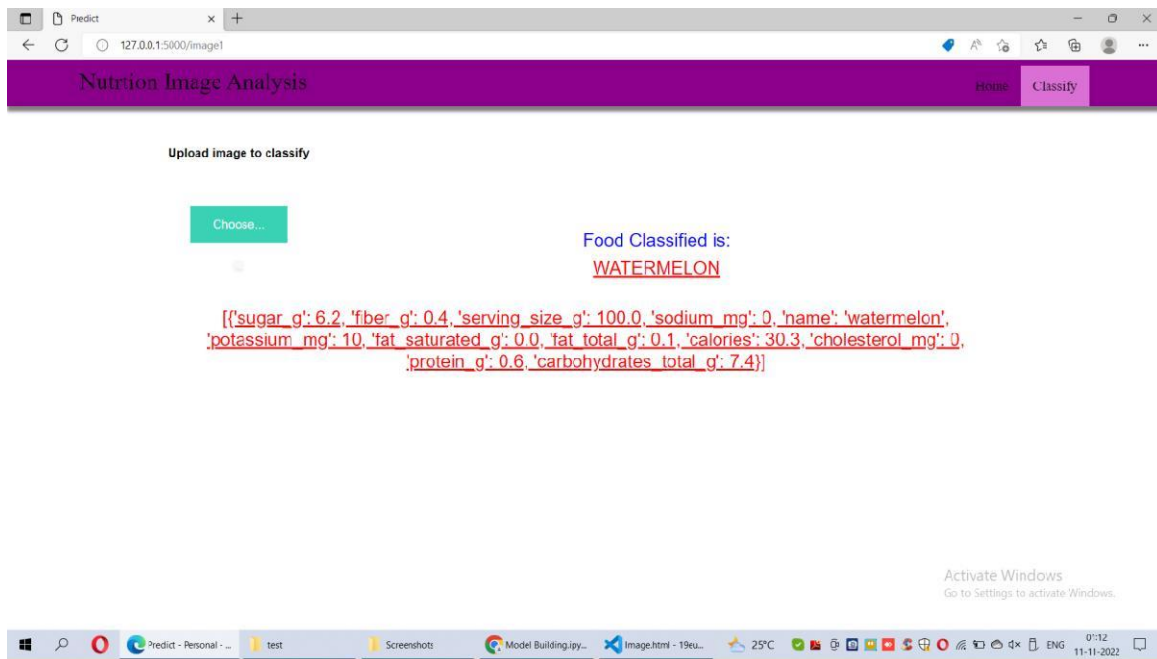 Predict
127.0.0.1:5000/image1
Nutrtion Image Analysis
Home
Classify
Upload image to classify
Choose...
Food Classified is:
WATERMELON
[{'sugar_g': 6.2, 'fiber_g': 0.4, 'serving_size_g': 100.0, 'sodium_mg': 0, 'name': 'watermelon',
'potassium_mg': 10, 'fat_saturated_g': 0.0, 'fat_total_g': 0.1, 'calories': 30.3, 'cholesterol_mg': 0,
'protein_g': 0.6, 'carbohydrates_total_g': 7.4}]
Activate Windows
Go to Settings to activate Windows.
Predict - Personal - ...
test
Screenshots
Model Building.ipy...
Image.html - 19eu...
25°C
ENG
01:12
11-11-2022